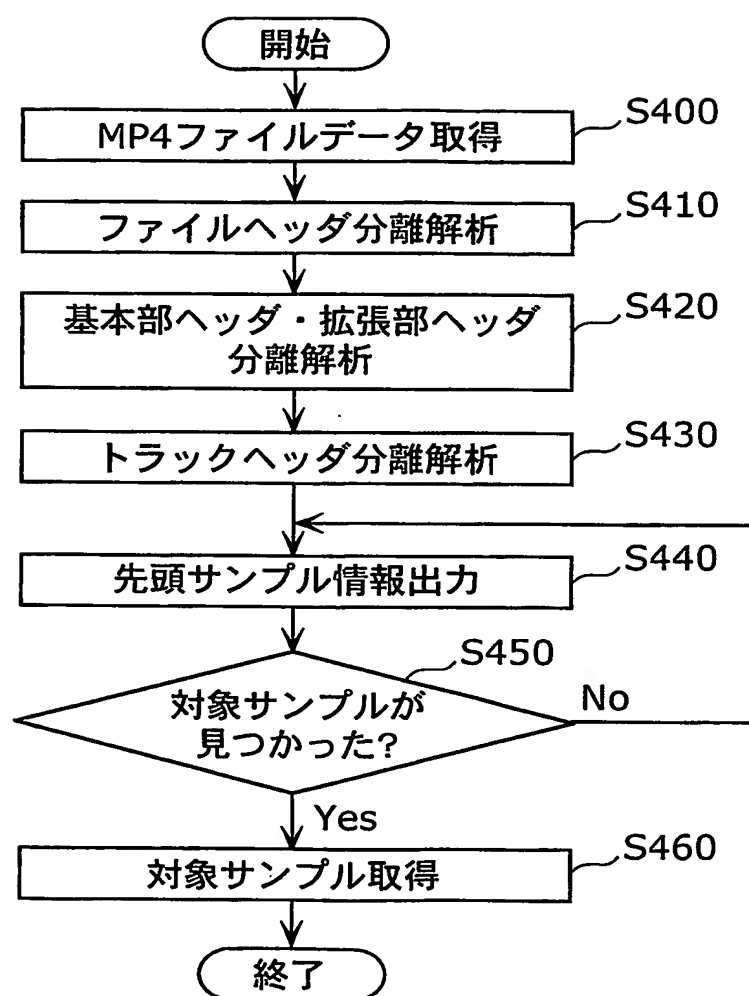 開始
MP4ファイルデータ取得
S400
ファイルヘッダ分離解析
S410
基本部ヘッダ・拡張部ヘッダ
分離解析
S420
トラックヘッダ分離解析
S430
先頭サンプル情報出力
S440
対象サンプルが
見つかった?
S450
No
Yes
対象サンプル取得
S460
終了